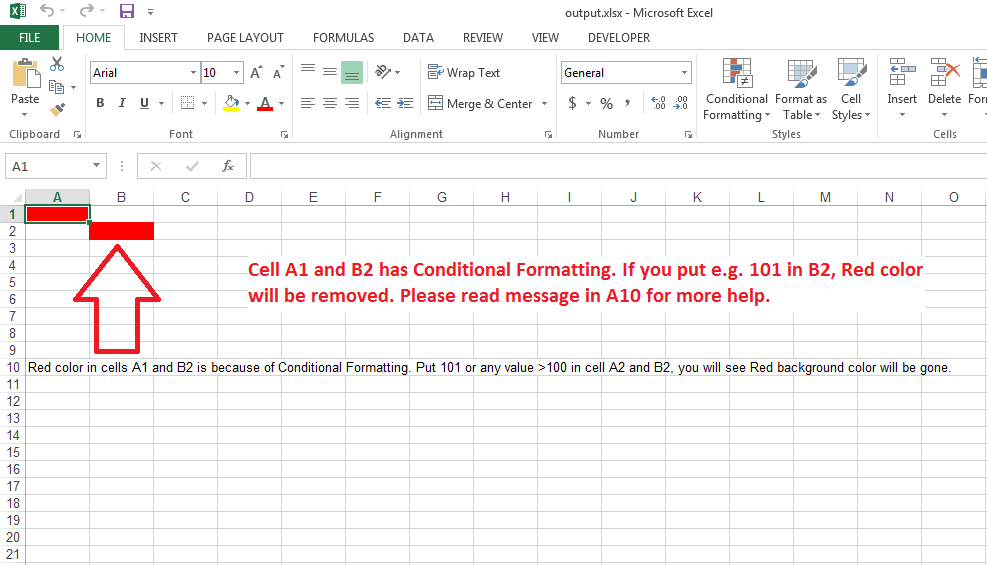 output.xlsx - Microsoft Excel
FILE HOME INSERT PAGE LAYOUT FORMULAS DATA REVIEW VIEW DEVELOPER
Arial 10 A A Wrap Text General
Paste B I U A Merge & Center $ % , .0 .00 .00 .0 Conditional Formatting Format as Table Cell Styles Insert Delete
Clipboard Font Alignment Number Styles Cells
A1 fx
A B C D E F G H I J K L M N O
1
2
3
4 Cell A1 and B2 has Conditional Formatting. If you put e.g. 101 in B2, Red color
5
6 will be removed. Please read message in A10 for more help.
7
8
9
10 Red color in cells A1 and B2 is because of Conditional Formatting. Put 101 or any value >100 in cell A2 and B2, you will see Red background color will be gone.
11
12
13
14
15
16
17
18
19
20
21